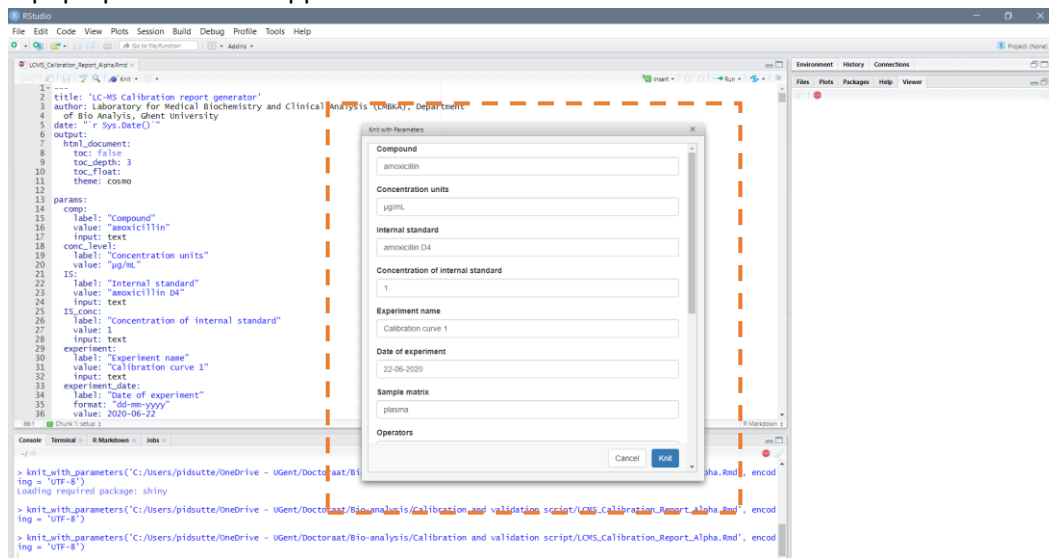 RStudio
File Edit Code View Plots Session Build Debug Profile Tools Help
Go to file/function Addins
Project: (None)
LCMS_Calibration_Report_Alpha.Rmd
Knit Insert Run
1 ---
2 title: 'LC-MS Calibration report generator'
3 author: Laboratory for Medical Biochemistry and Clinical Analysis (LMBKA), Department
4 of Bio Analyis, Ghent University
5 date: "`r Sys.Date()`"
6 output:
7 html_document:
8 toc: false
9 toc_depth: 3
10 toc_float:
11 theme: cosmo
12
13 params:
14 comp:
15 label: "Compound"
16 value: "amoxicillin"
17 input: text
18 conc_level:
19 label: "Concentration units"
20 value: "µg/mL"
21 IS:
22 label: "Internal standard"
23 value: "amoxicillin D4"
24 input: text
25 IS_conc:
26 label: "Concentration of internal standard"
27 value: 1
28 input: text
29 experiment:
30 label: "Experiment name"
31 value: "Calibration curve 1"
32 input: text
33 experiment_date:
34 label: "Date of experiment"
35 format: "dd-mm-yyyy"
36 value: 2020-06-22
86:1 Chunk 1: setup R Markdown
Knit with Parameters
Compound
amoxicillin
Concentration units
µg/mL
Internal standard
amoxicillin D4
Concentration of internal standard
1
Experiment name
Calibration curve 1
Date of experiment
22-06-2020
Sample matrix
plasma
Operators
Cancel Knit
Environment History Connections
Files Plots Packages Help Viewer
Console Terminal R Markdown Jobs
~/
> knit_with_parameters('C:/Users/pidsutte/OneDrive - UGent/Doctoraat/Bi pha.Rmd', encod
ing = 'UTF-8')
Loading required package: shiny
> knit_with_parameters('C:/Users/pidsutte/OneDrive - UGent/Doctoraat/Bio-analysis/Calibration and validation script/LCMS_Calibration_Report_Alpha.Rmd', encod
ing = 'UTF-8')
> knit_with_parameters('C:/Users/pidsutte/OneDrive - UGent/Doctoraat/Bio-analysis/Calibration and validation script/LCMS_Calibration_Report_Alpha.Rmd', encod
ing = 'UTF-8')